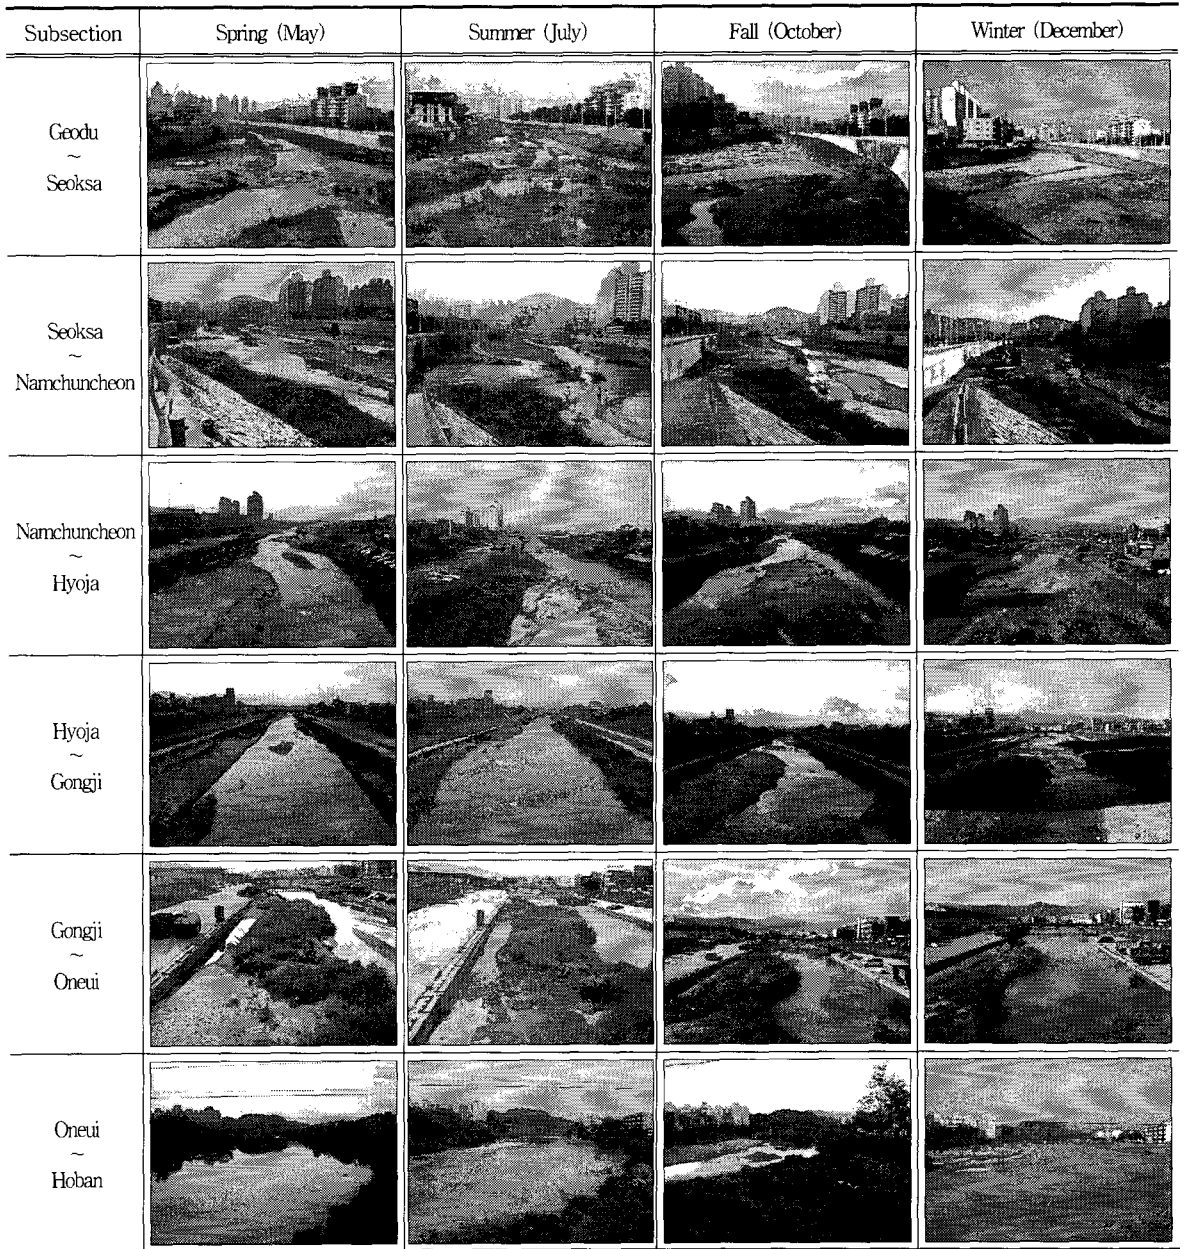 Subsection Spring (May) Summer (July) Fall (October) Winter (December)
Geodu
~
Seoksa
Seoksa
~
Namchuncheon
Namchuncheon
~
Hyoja
Hyoja
~
Gongji
Gongji
~
Oneui
Oneui
~
Hoban